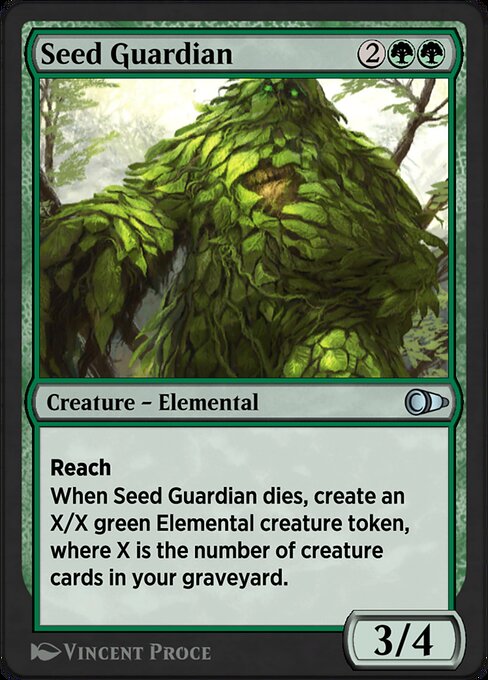 Seed Guardian 2
Creature – Elemental
Reach
When Seed Guardian dies, create an
X/X green Elemental creature token,
where X is the number of creature
cards in your graveyard.
3/4
Vincent Proce